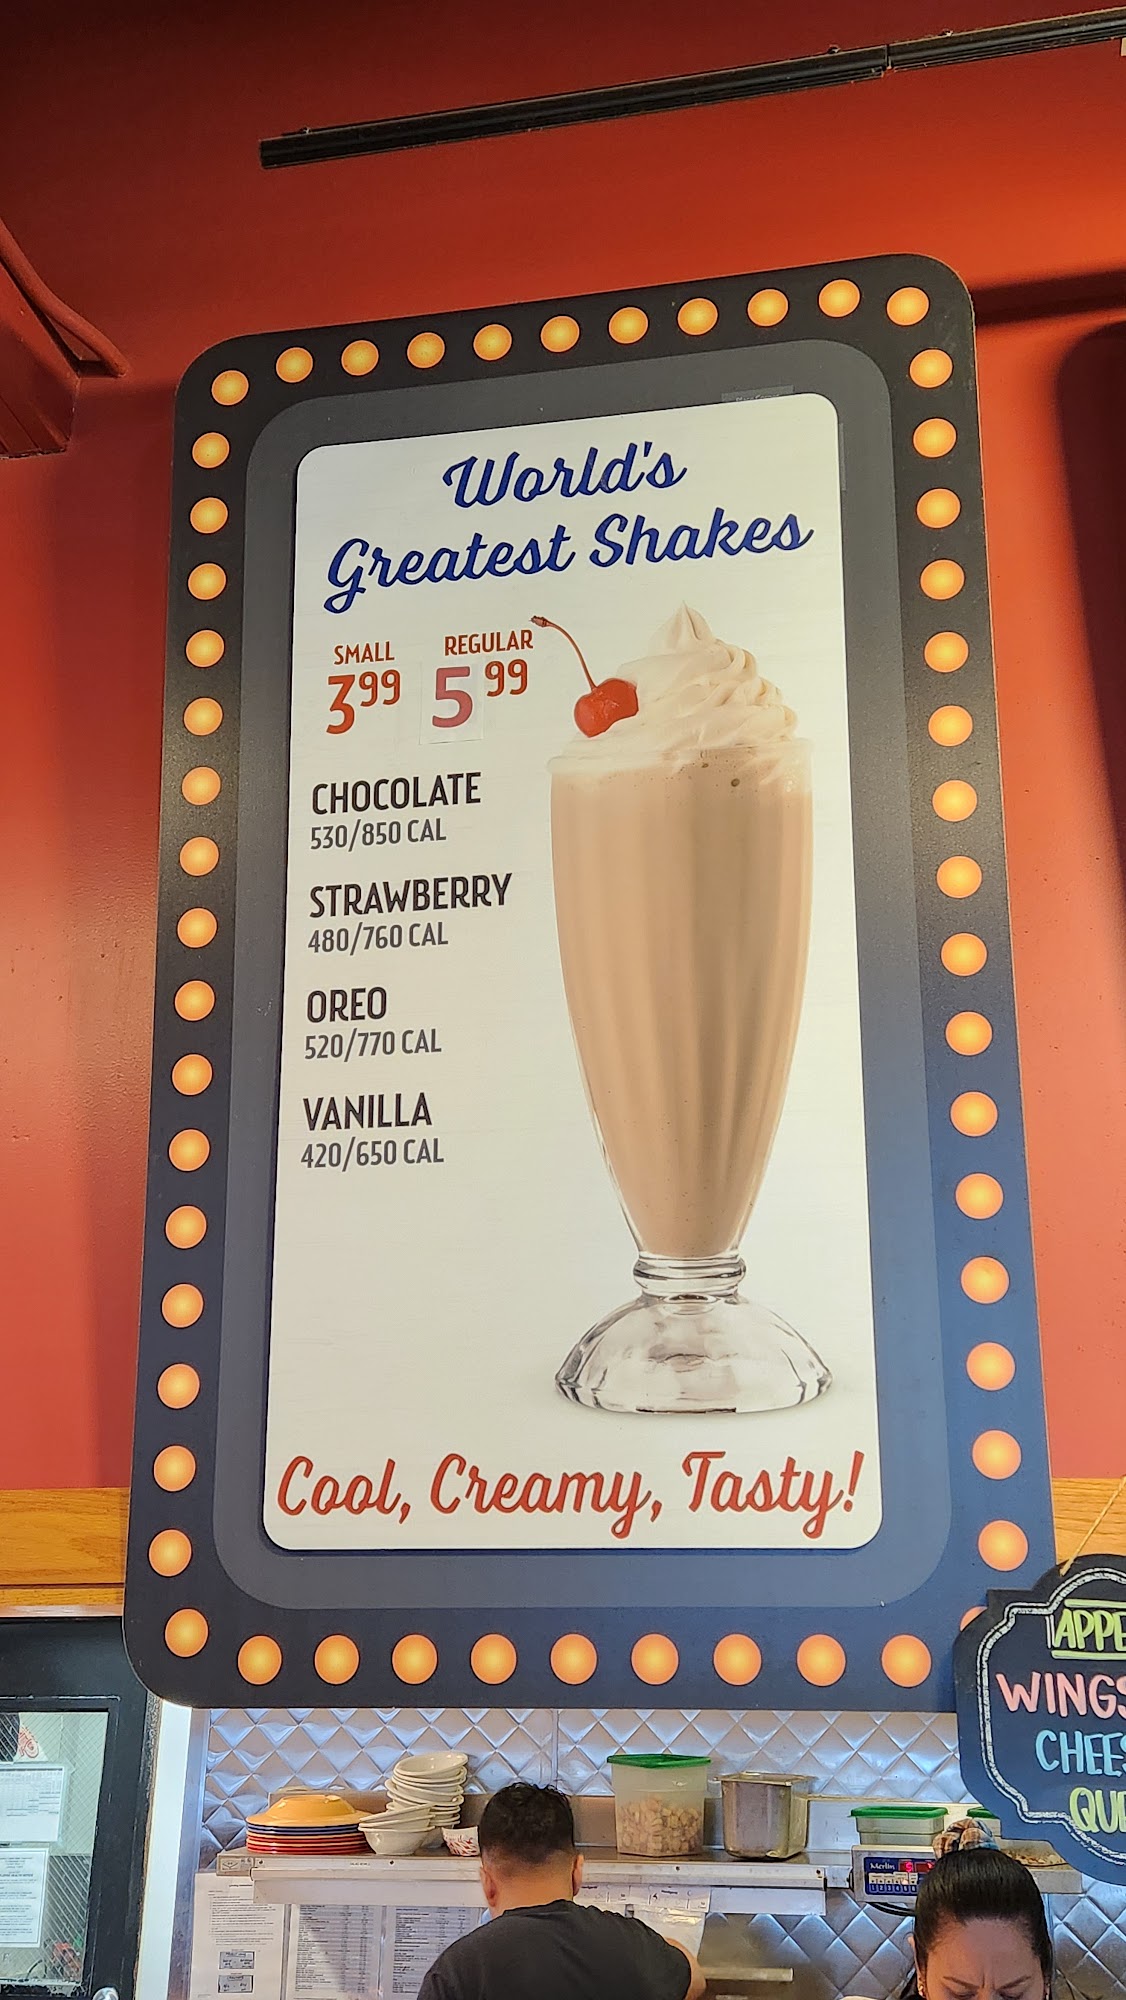 World's
Greatest Shakes
SMALL REGULAR
3.99 5.99
CHOCOLATE
530/850 CAL
STRAWBERRY
480/760 CAL
OREO
520/770 CAL
VANILLA
420/650 CAL
Cool, Creamy, Tasty!
WINGS
Merlin